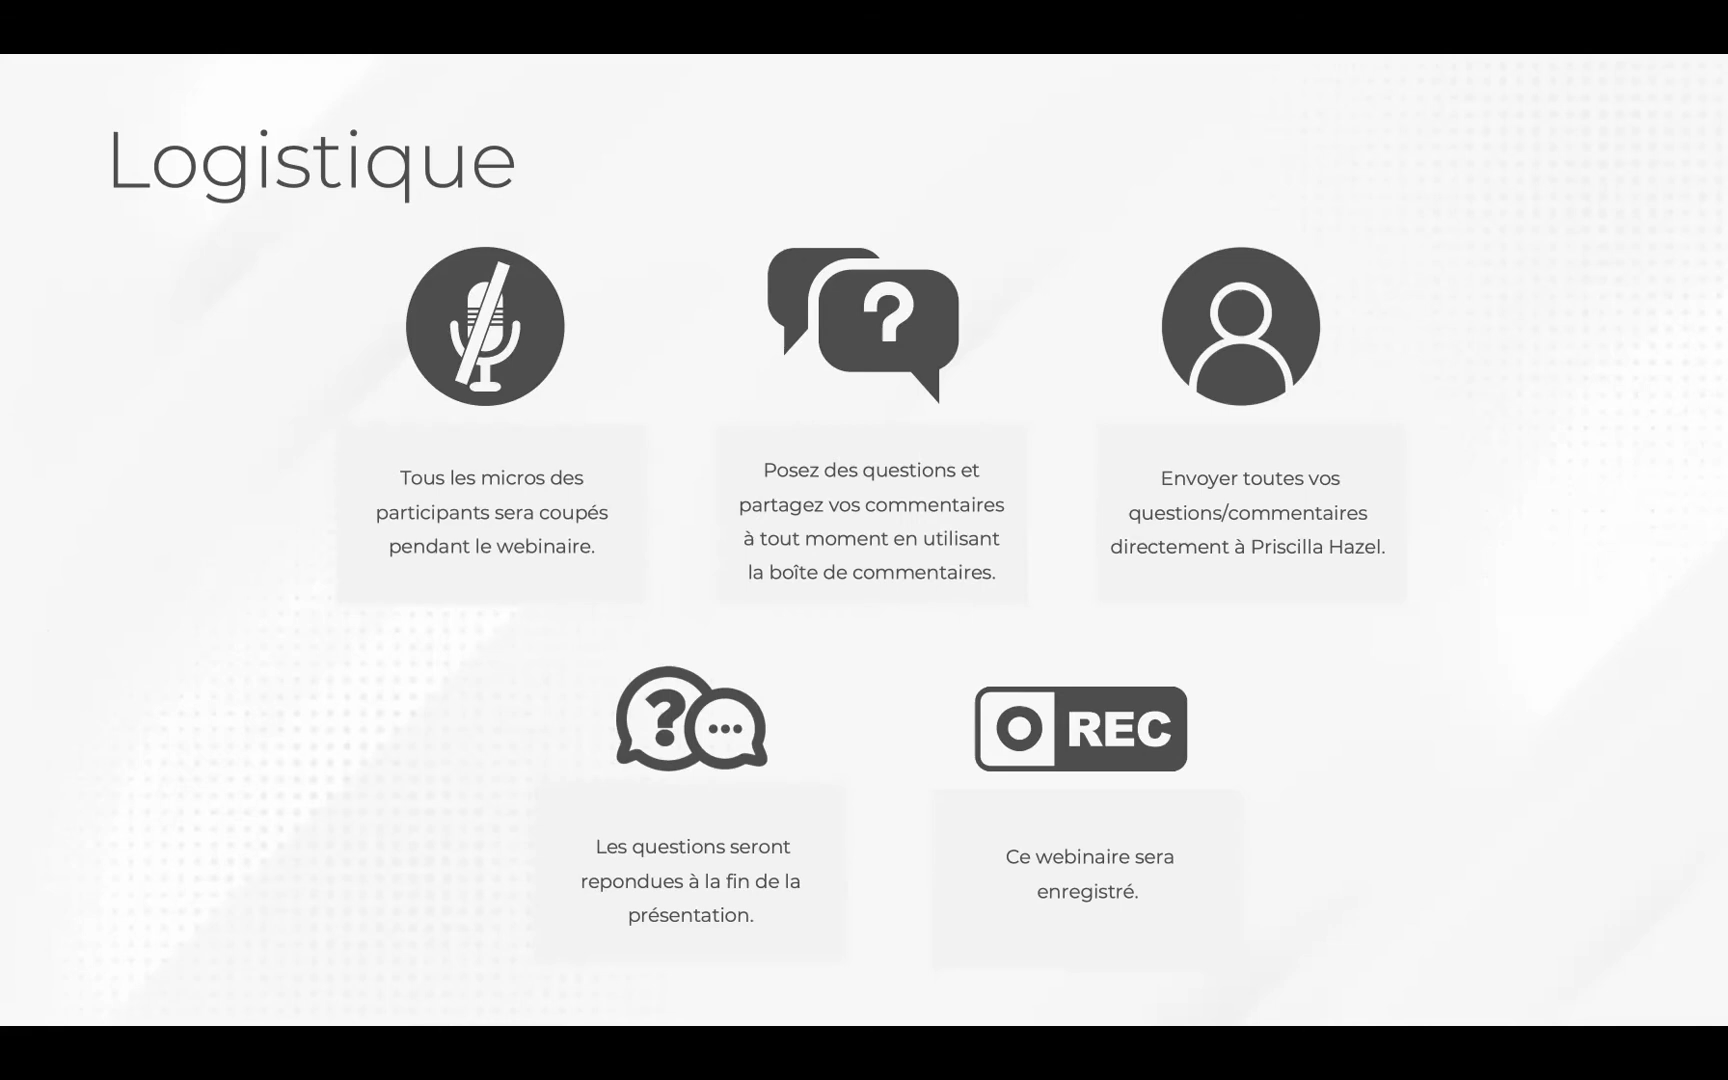 Logistique
Tous les micros des
participants sera coupés
pendant le webinaire.
Posez des questions et
partagez vos commentaires
à tout moment en utilisant
la boîte de commentaires.
Envoyer toutes vos
questions/commentaires
directement à Priscilla Hazel.
REC
Les questions seront
repondues à la fin de la
présentation.
Ce webinaire sera
enregistré.